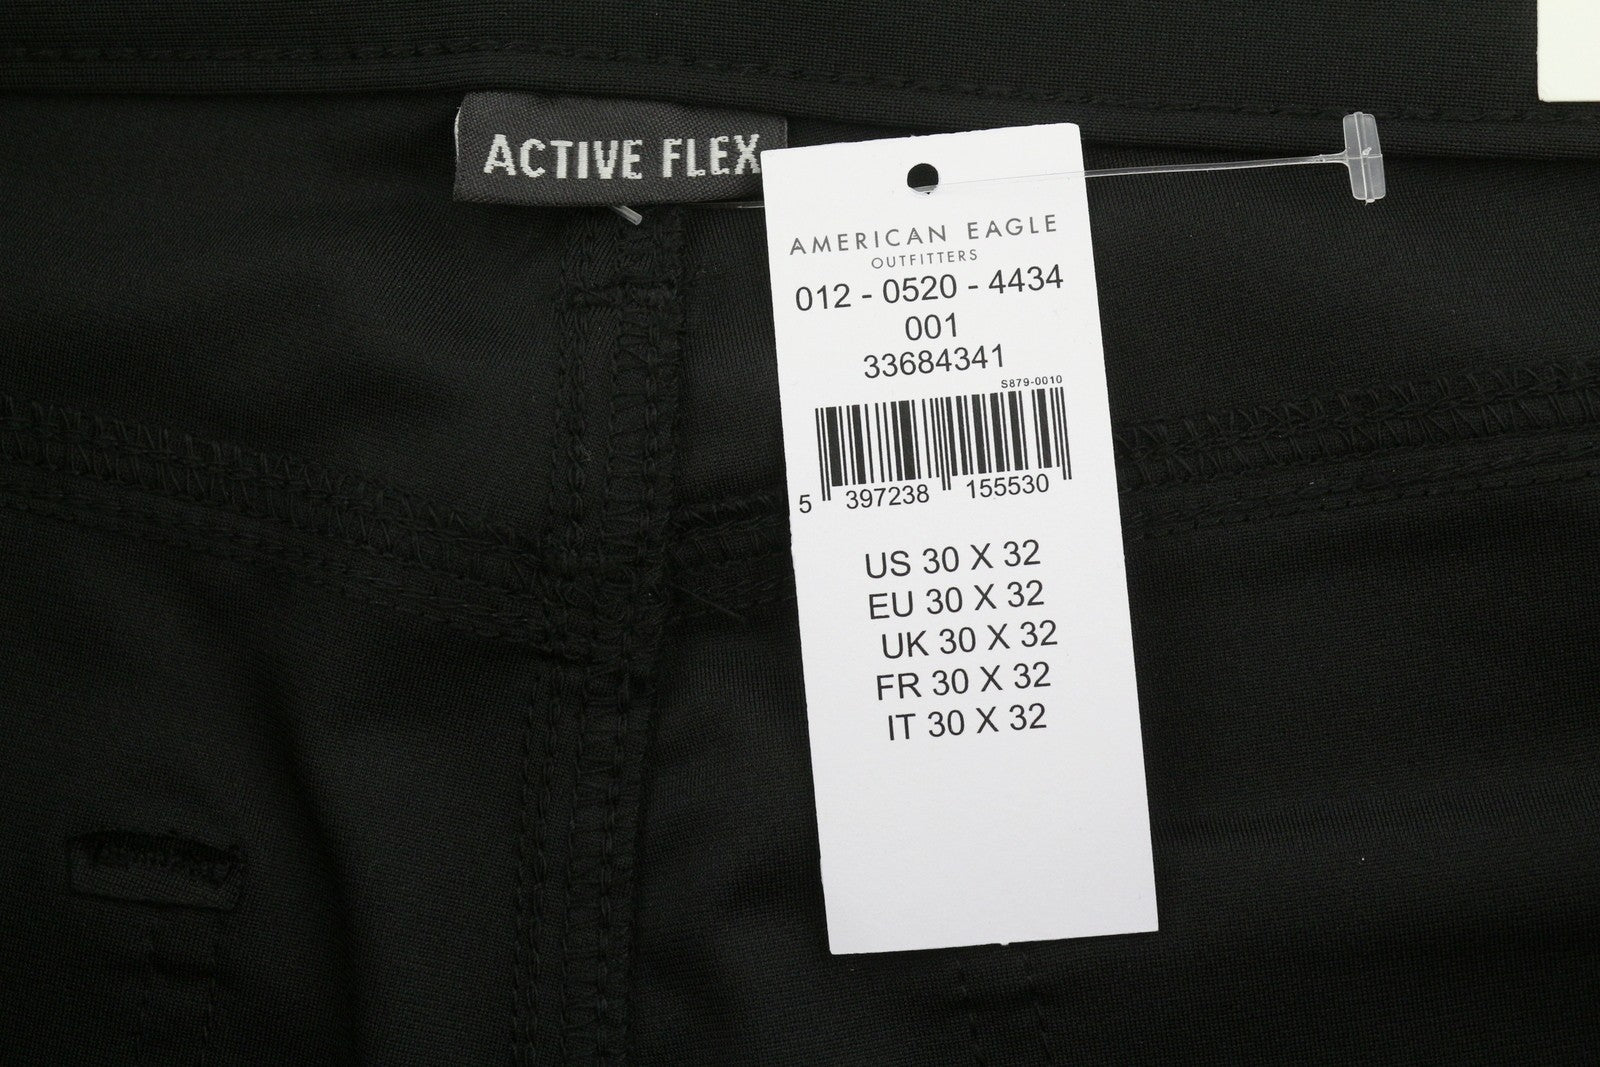 ACTIVE FLEX
AMERICAN EAGLE
OUTFITTERS
012 - 0520 - 4434
001
33684341
S879-0010
5 397238 155530
US 30 X 32
EU 30 X 32
UK 30 X 32
FR 30 X 32
IT 30 X 32